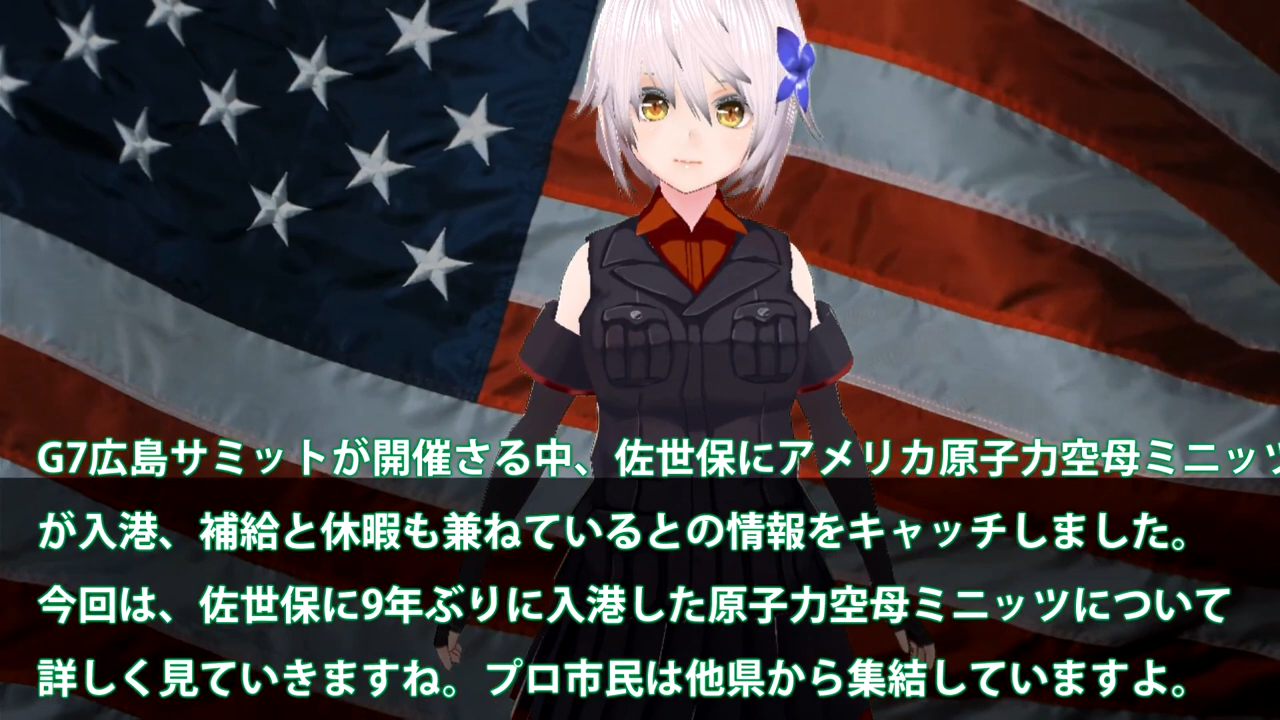 G7広島サミットが開催さる中、佐世保にアメリカ原子力空母ミニッツ
が入港、補給と休暇も兼ねているとの情報をキャッチしました。
今回は、佐世保に9年ぶりに入港した原子力空母ミニッツについて
詳しく見ていきますね。プロ市民は他県から集結していますよ。